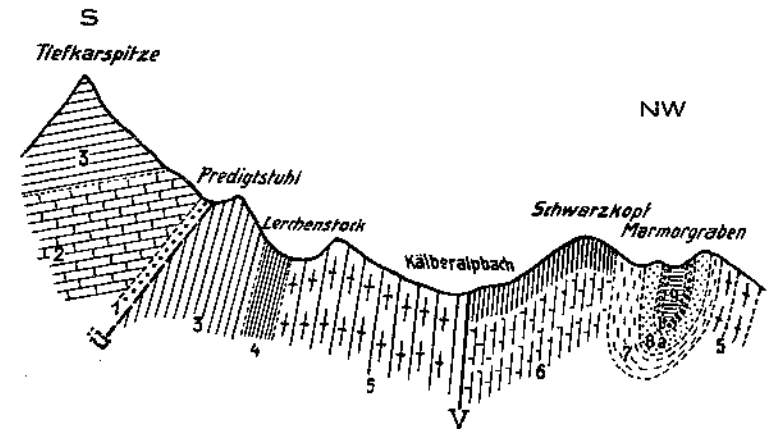 S
Tiefkarspitze
NW
Predigtstuhl
Schwarzkopf
Lerchenstock
Marmorgraben
Kälberalpbach
3
2
1
3
4
5
V
6
7
8a
5